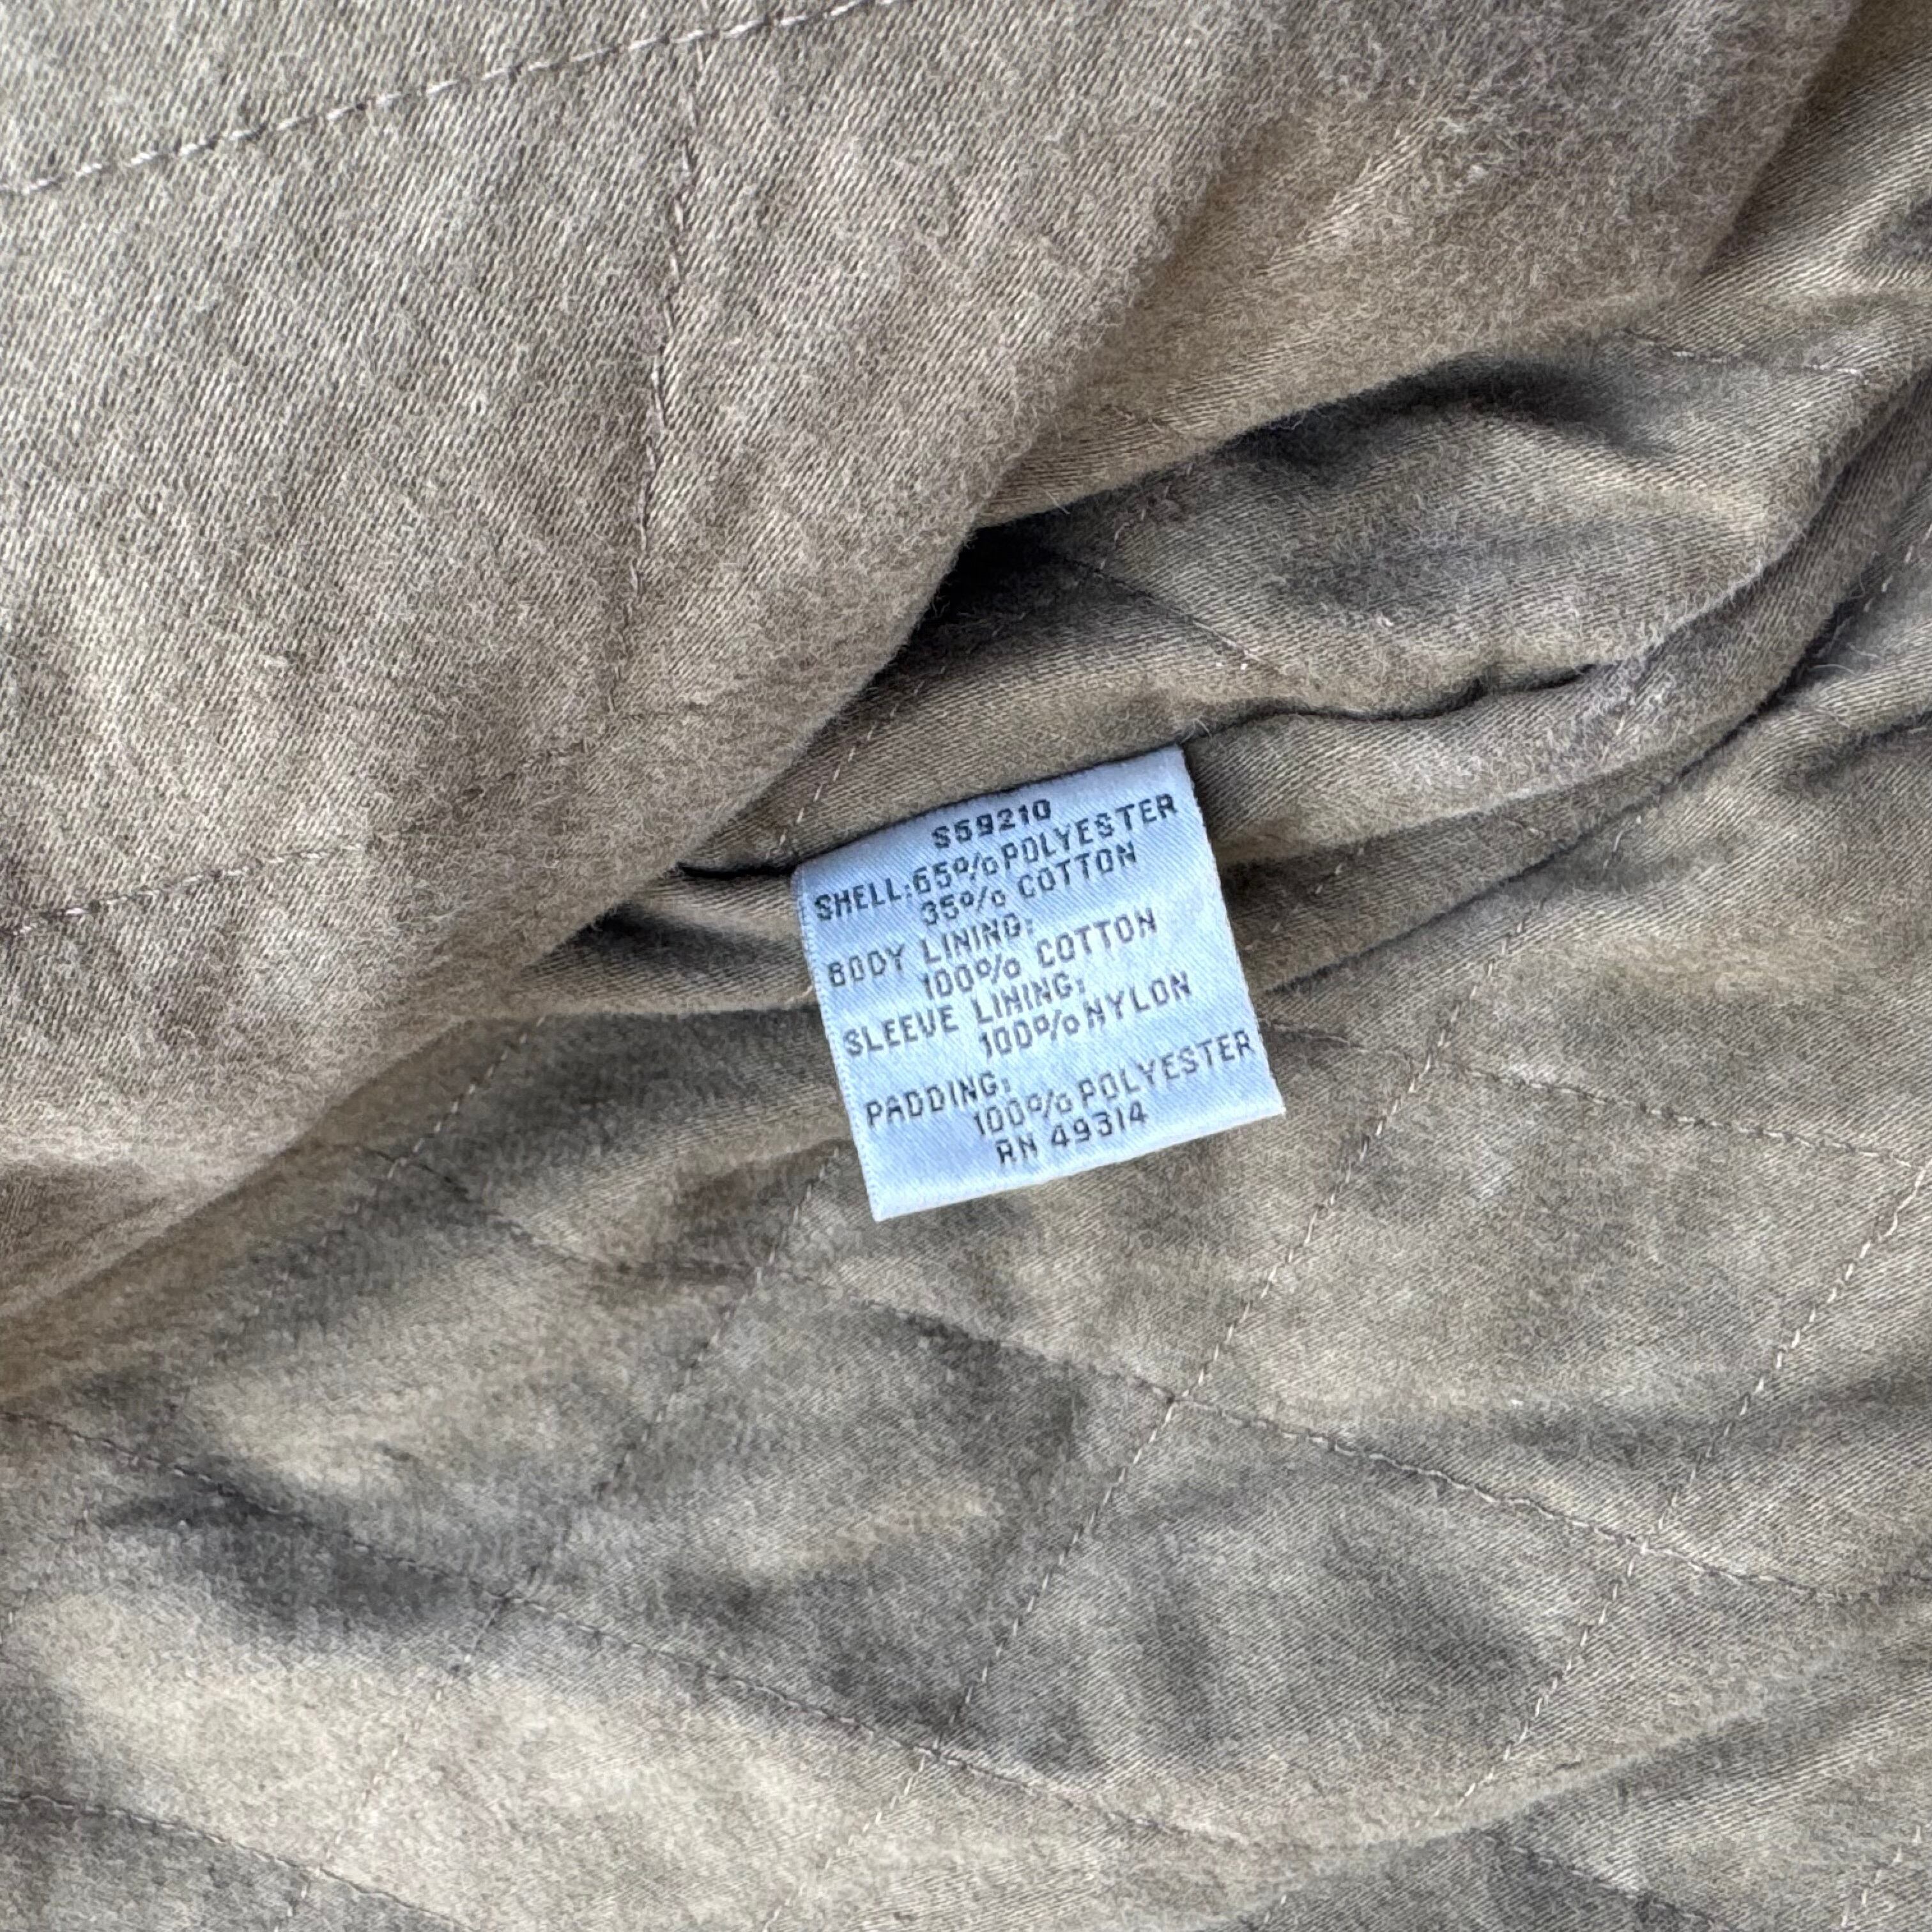 S59210
SHELL:65%POLYESTER
35% COTTON
BODY LINING:
100% COTTON
SLEEVE LINING:
100%NYLON
PADDING:
100%POLYESTER
RN 49314